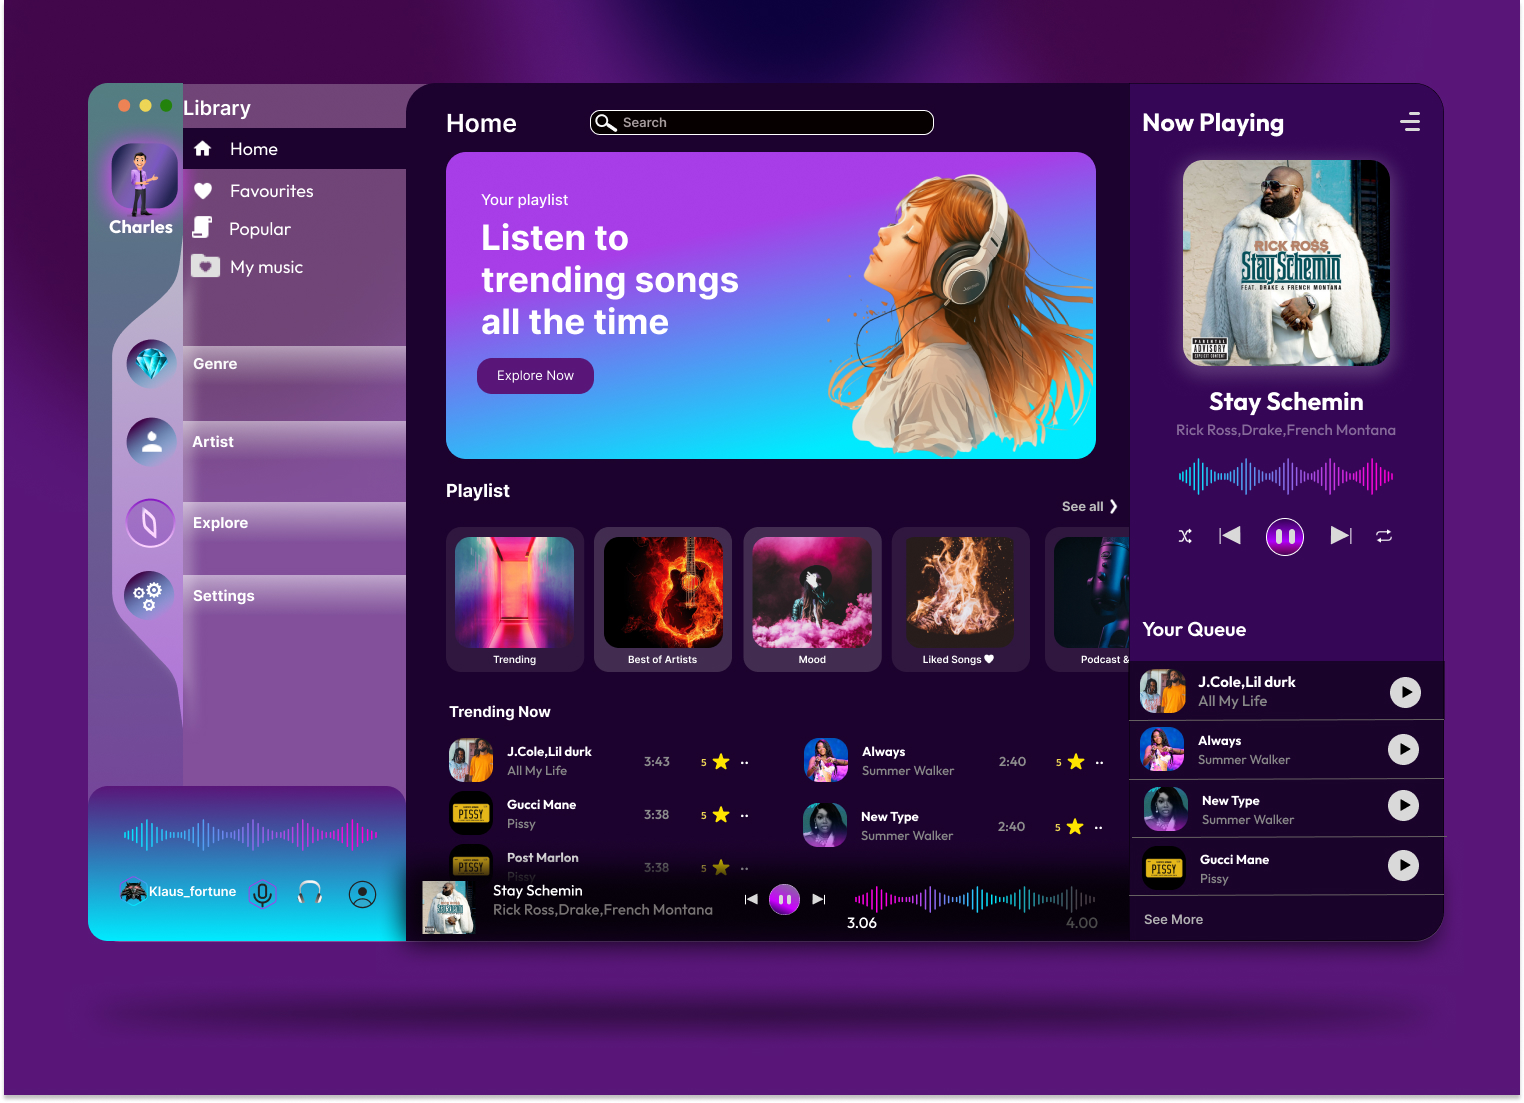 Library
Home
Favourites
Popular
My music
Charles
Genre
Artist
Explore
Settings
Klaus_fortune
Home
Search
Your playlist
Listen to
trending songs
all the time
Explore Now
Playlist
See all
Trending
Best of Artists
Mood
Liked Songs
Podcast &
Trending Now
J.Cole,Lil durk
All My Life
3:43
5
Gucci Mane
Pissy
3:38
5
Post Marlon
3:38
5
Always
Summer Walker
2:40
5
New Type
Summer Walker
2:40
5
PISSY
PISSY
Stay Schemin
Rick Ross,Drake,French Montana
3.06
4.00
Now Playing
RICK RO$$
Stay Schemin
FEAT. DRAKE & FRENCH MONTANA
PARENTAL
ADVISORY
EXPLICIT CONTENT
Stay Schemin
Rick Ross,Drake,French Montana
Your Queue
J.Cole,Lil durk
All My Life
Always
Summer Walker
New Type
Summer Walker
PISSY
Gucci Mane
Pissy
See More